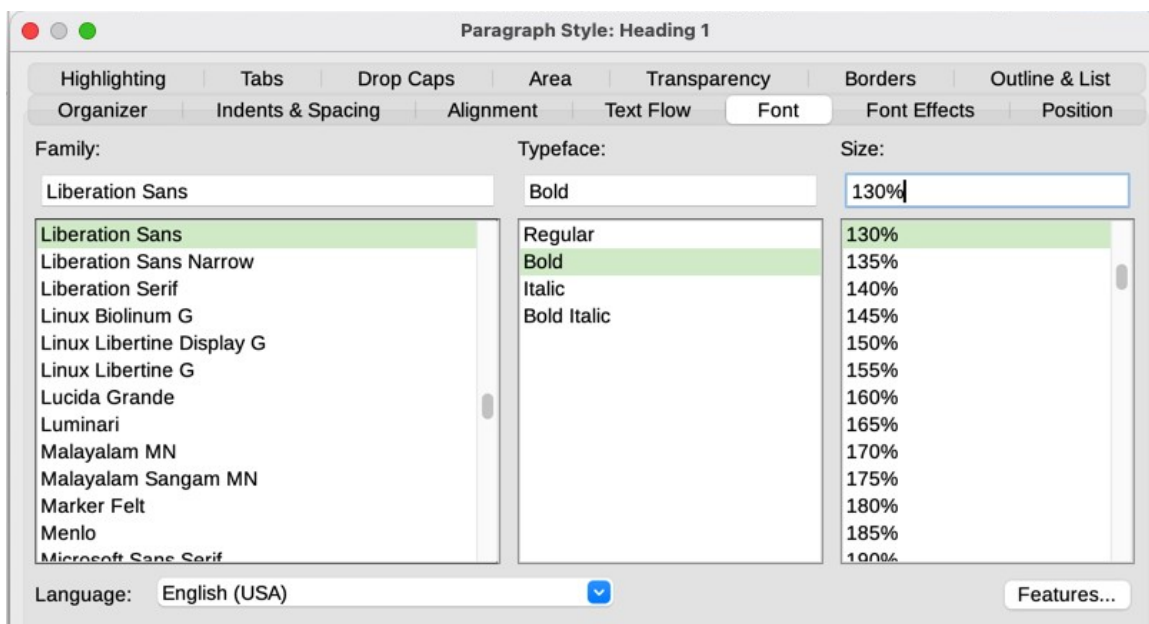 Paragraph Style: Heading 1
Highlighting Tabs Drop Caps Area Transparency Borders Outline & List
Organizer Indents & Spacing Alignment Text Flow Font Font Effects Position
Family: Typeface: Size:
Liberation Sans Bold 130%
Liberation Sans Regular 130%
Liberation Sans Narrow Bold 135%
Liberation Serif Italic 140%
Linux Biolinum G Bold Italic 145%
Linux Libertine Display G 150%
Linux Libertine G 155%
Lucida Grande 160%
Luminari 165%
Malayalam MN 170%
Malayalam Sangam MN 175%
Marker Felt 180%
Menlo 185%
Microsoft Sans Serif 190%
Language: English (USA) Features...